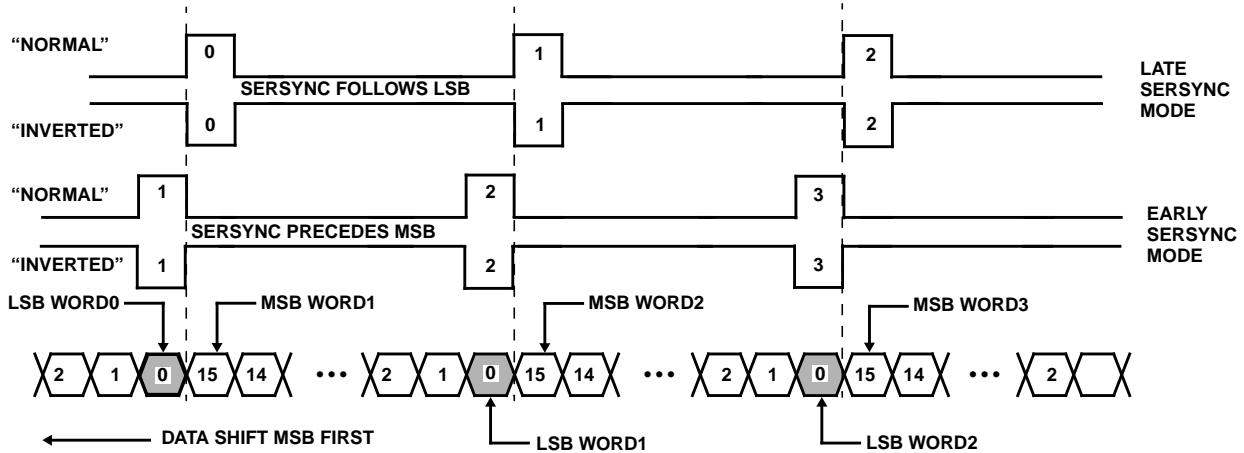 “NORMAL” 0 1 2
SERSYNC FOLLOWS LSB
LATE
SERSYNC
MODE
“INVERTED” 0 1 2
“NORMAL” 1 2 3
SERSYNC PRECEDES MSB
EARLY
SERSYNC
MODE
“INVERTED” 1 2 3
LSB WORD0 MSB WORD1 MSB WORD2 MSB WORD3
2 1 0 15 14 ••• 2 1 0 15 14 ••• 2 1 0 15 14 ••• 2
DATA SHIFT MSB FIRST LSB WORD1 LSB WORD2